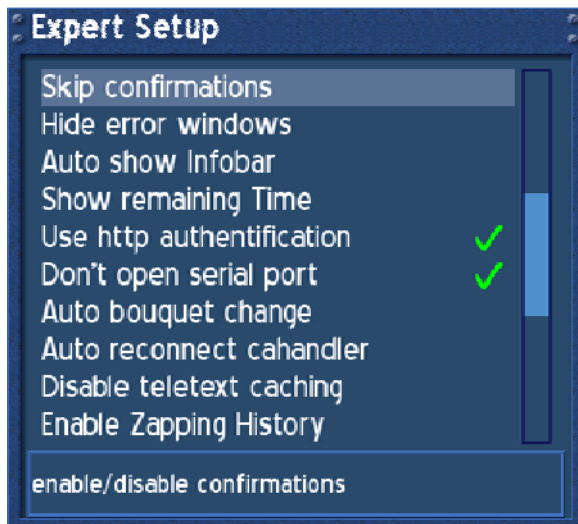 Expert Setup
Skip confirmations
Hide error windows
Auto show Infobar
Show remaining Time
Use http authentification
Don't open serial port
Auto bouquet change
Auto reconnect cahandler
Disable teletext caching
Enable Zapping History
enable/disable confirmations